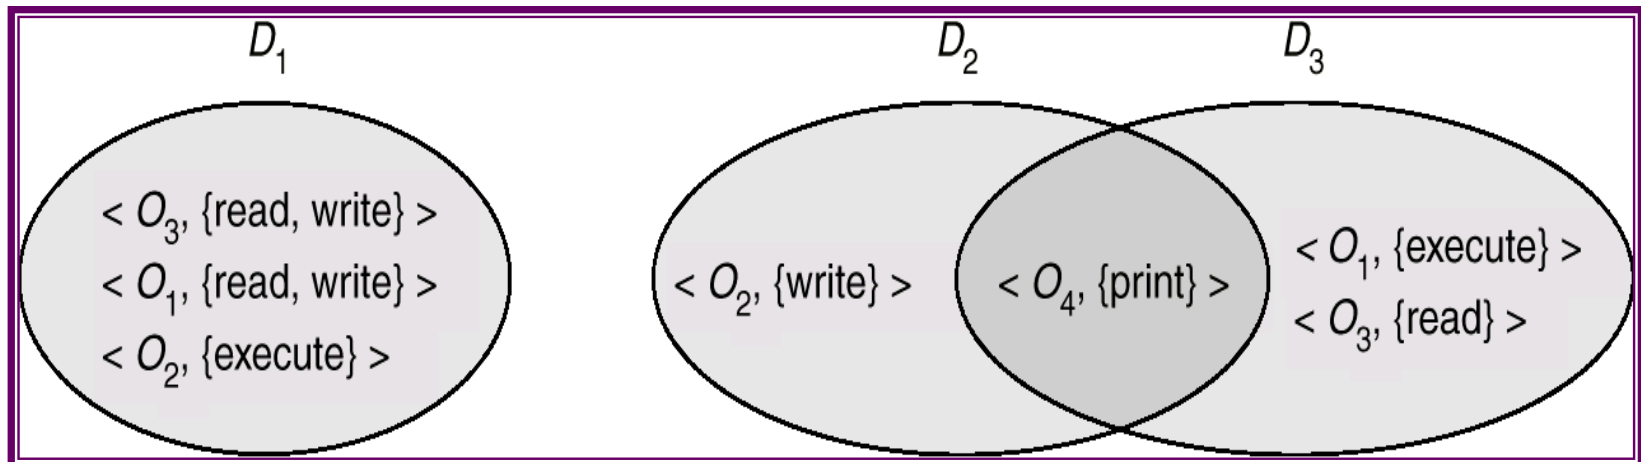 D₁
D₂
D₃
< O₃, {read, write} >
< O₁, {read, write} >
< O₂, {execute} >
< O₂, {write} >
< O₄, {print} >
< O₁, {execute} >
< O₃, {read} >